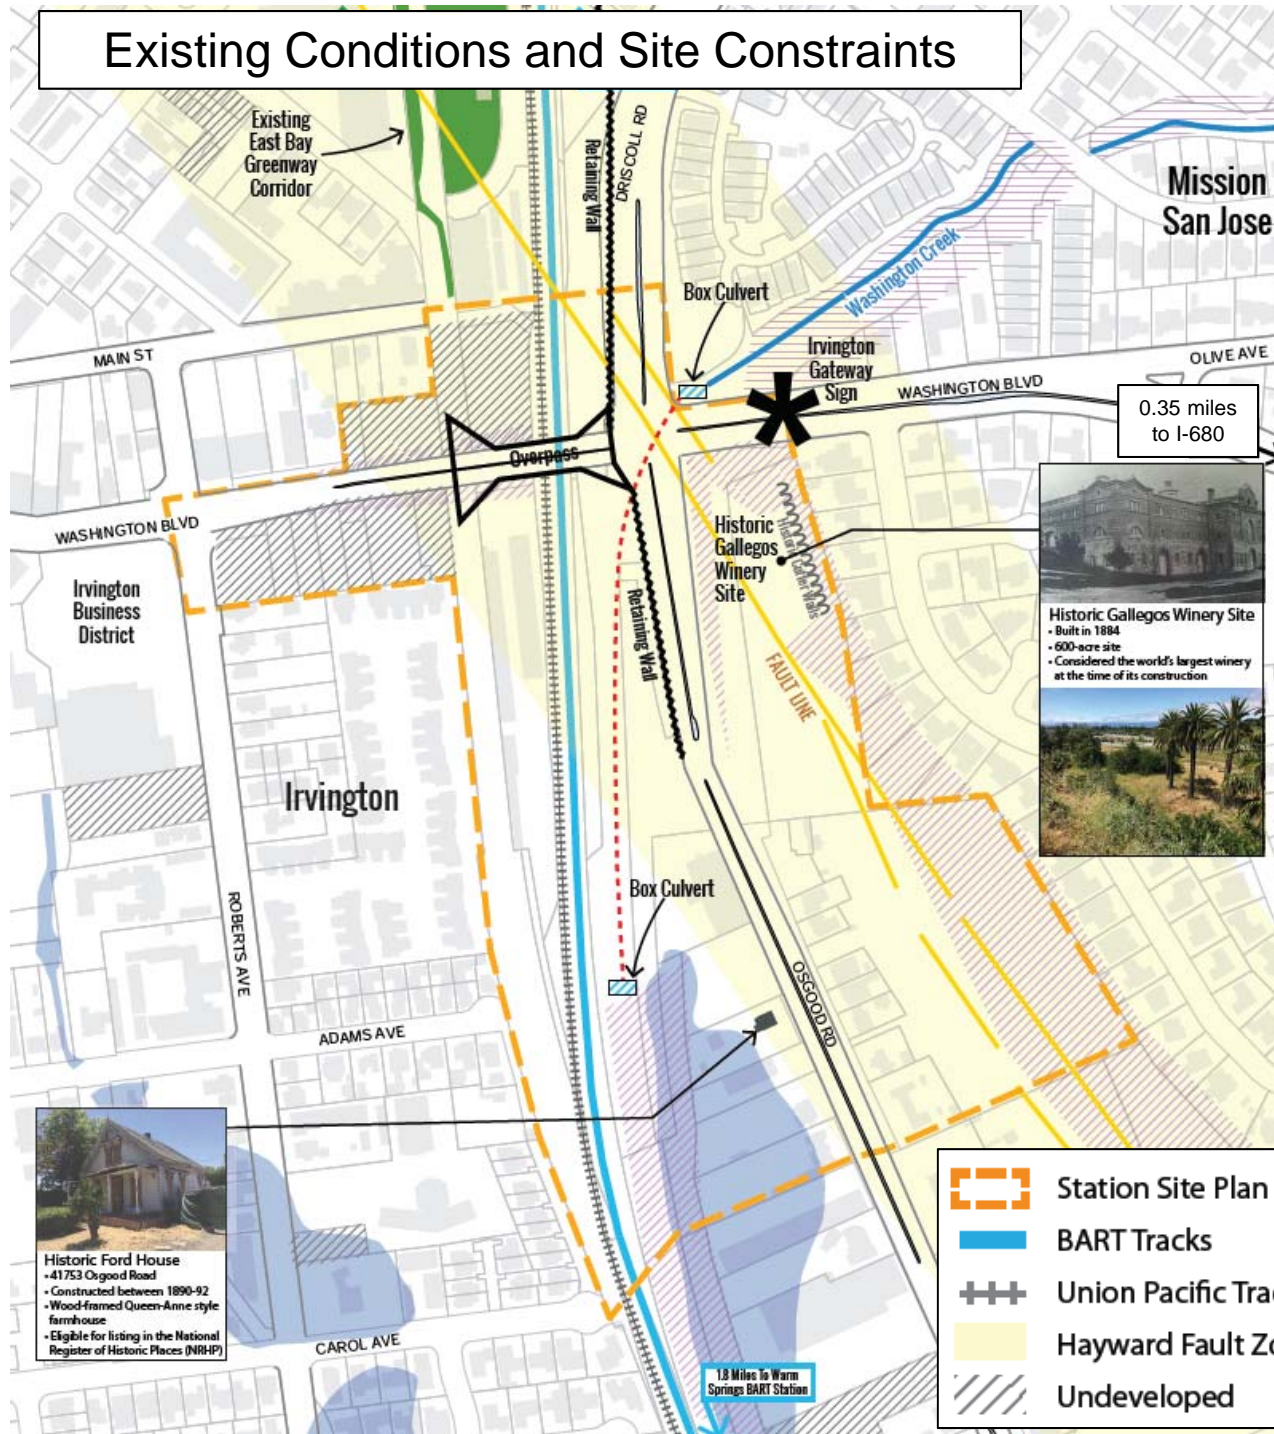 Existing Conditions and Site Constraints
Existing
East Bay
Greenway
Corridor
Retaining Wall
DRISCOLL RD
Mission
San Jose
Washington Creek
Box Culvert
Irvington
Gateway
Sign
MAIN ST
OLIVE AVE
WASHINGTON BLVD
0.35 miles
to I-680
Overpass
WASHINGTON BLVD
Historic
Gallegos
Winery
Site
Historic Cellar Walls
Irvington
Business
District
Retaining Wall
FAULT LINE
Historic Gallegos Winery Site
• Built in 1884
• 600-acre site
• Considered the world's largest winery
at the time of its construction
Irvington
ROBERTS AVE
Box Culvert
OSGOOD RD
ADAMS AVE
Historic Ford House
• 41753 Osgood Road
• Constructed between 1890-92
• Wood-framed Queen-Anne style
farmhouse
• Eligible for listing in the National
Register of Historic Places (NRHP)
CAROL AVE
1.8 Miles To Warm
Springs BART Station
Station Site Plan
BART Tracks
Union Pacific Tra
Hayward Fault Zo
Undeveloped